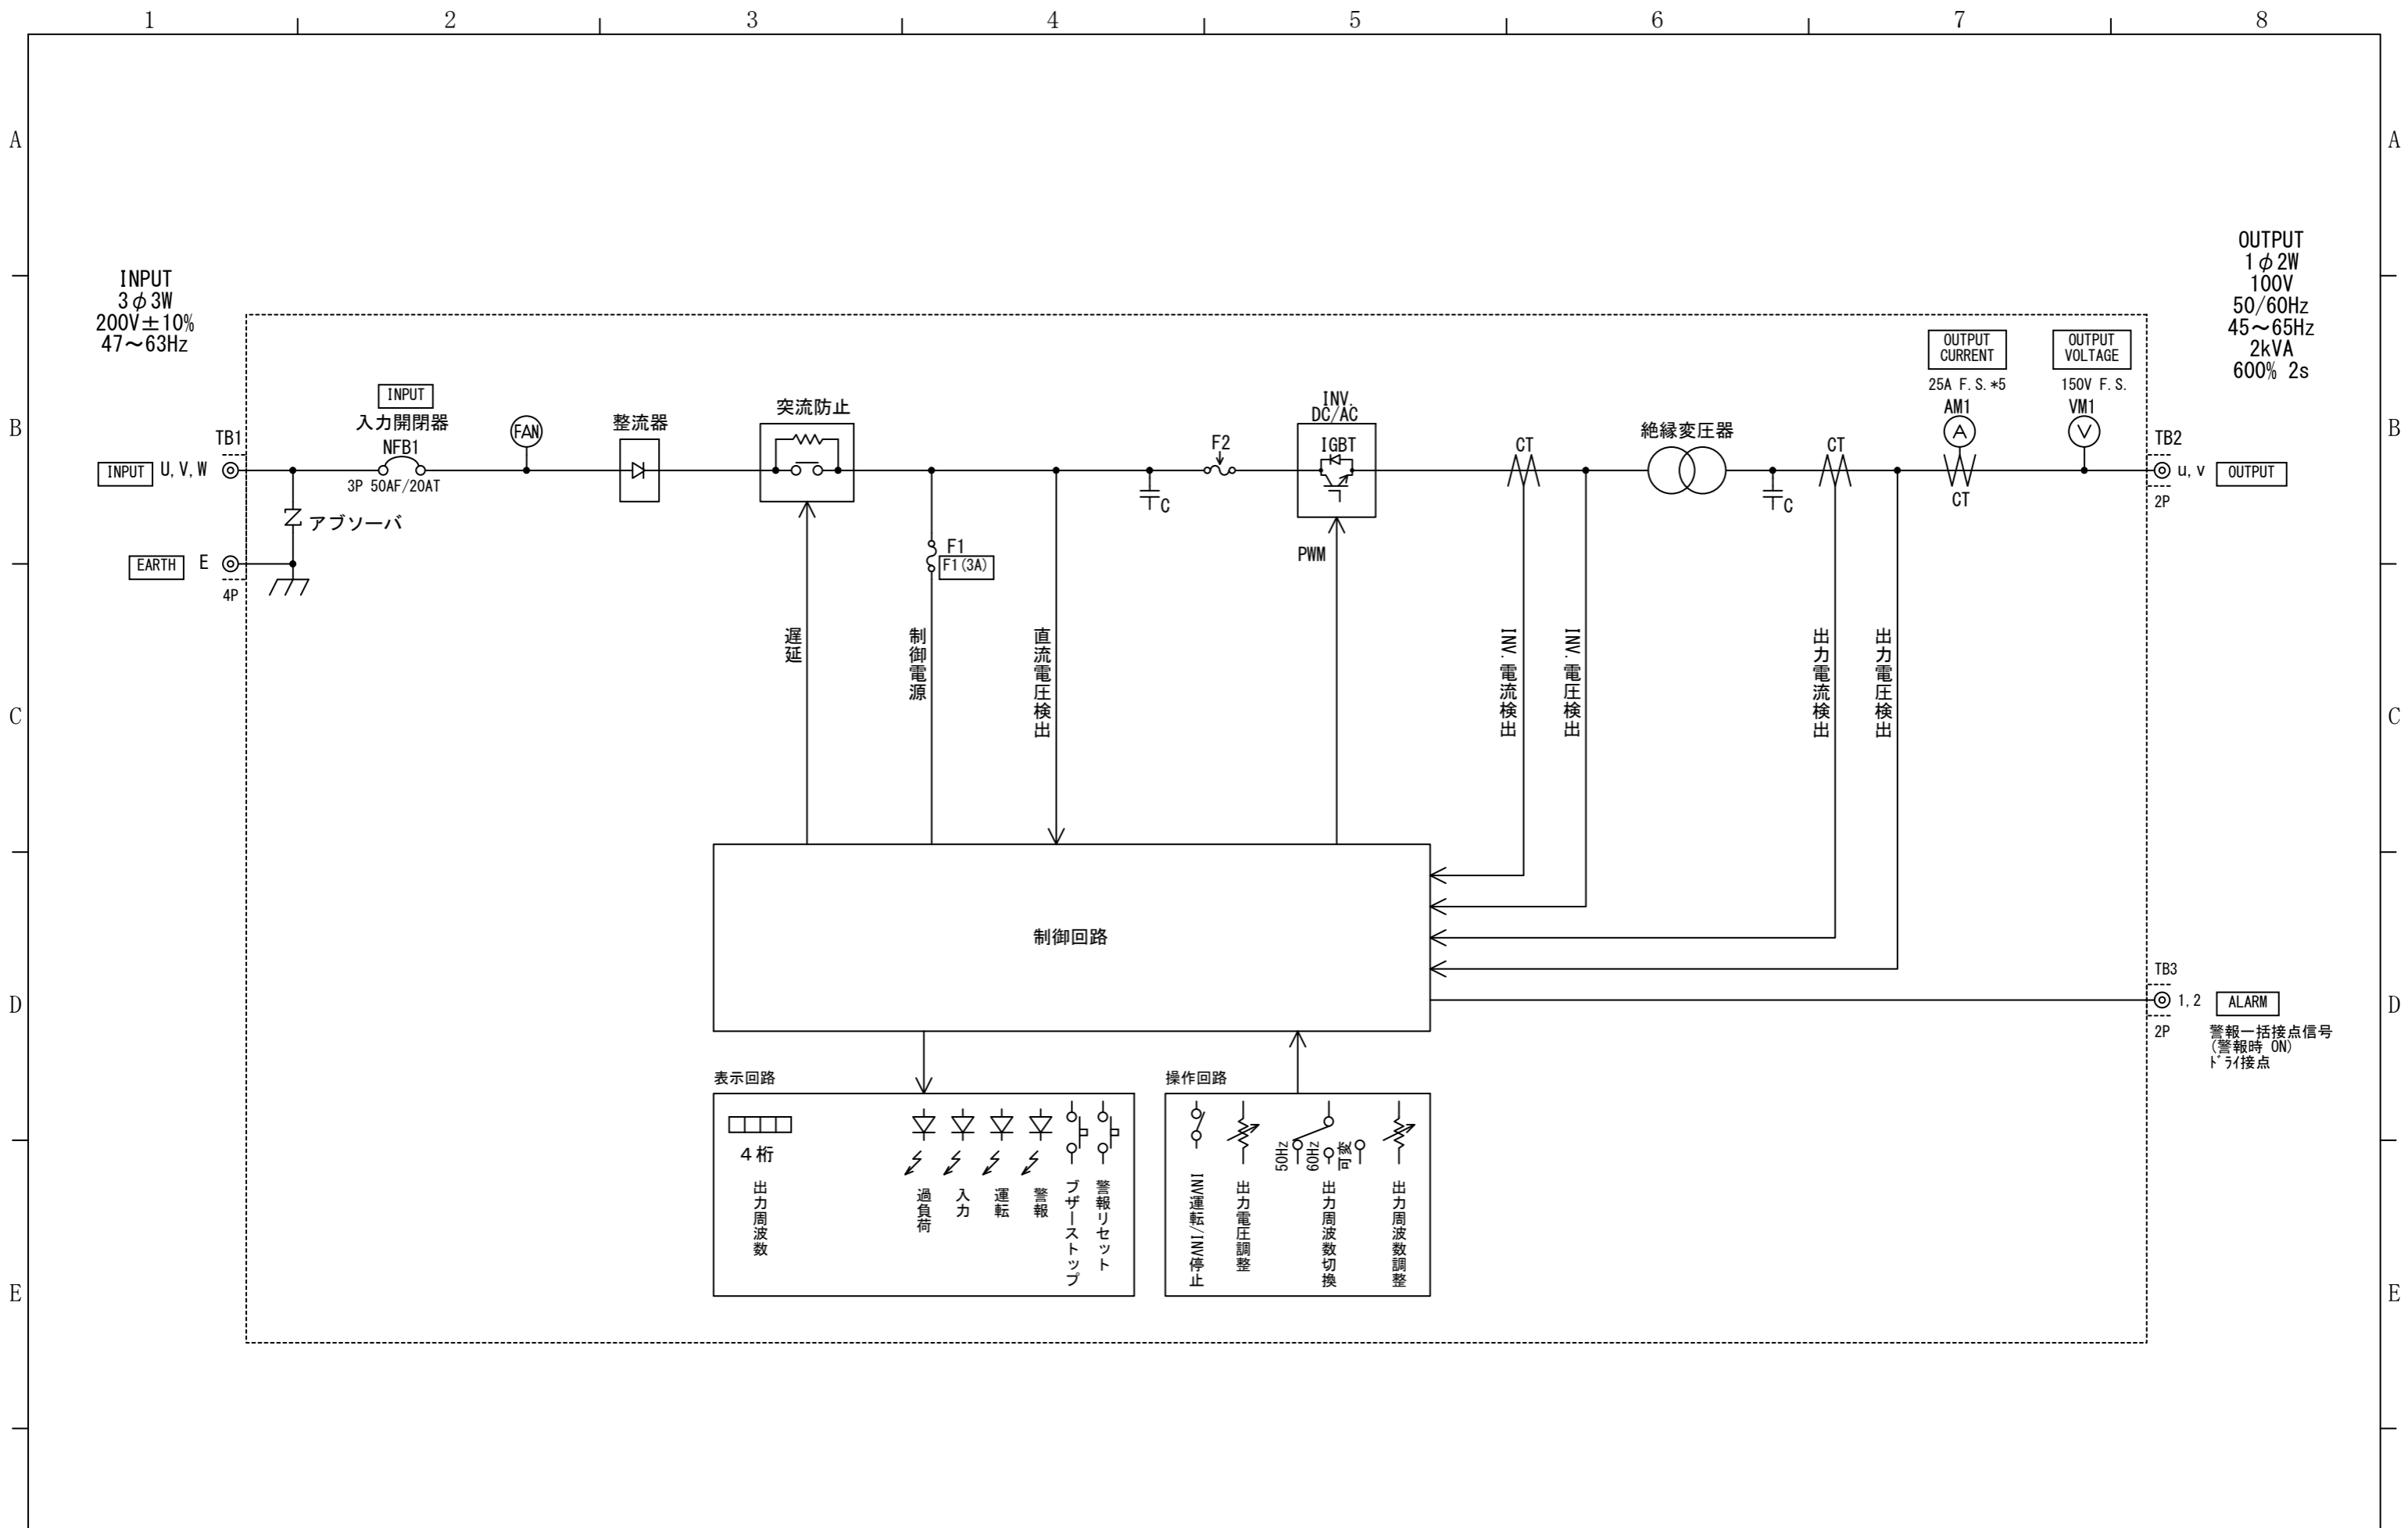 1 2 3 4 5 6 7 8
A A
INPUT
3φ3W
200V±10%
47～63Hz
OUTPUT
1φ2W
100V
50/60Hz
45～65Hz
2kVA
600% 2s
OUTPUT
CURRENT
25A F.S.*5
AM1
A
CT
OUTPUT
VOLTAGE
150V F.S.
VM1
V
B B
INPUT
入力開閉器
NFB1
3P 50AF/20AT
FAN
整流器
突流防止
F2
INV.
DC/AC
IGBT
CT
絶縁変圧器
CT
TB1
INPUT U,V,W
アブソーバ
EARTH E
4P
C
C
TB2
u,v OUTPUT
2P
F1
F1(3A)
PWM
遅延
制御電源
直流電圧検出
INV.電流検出
INV.電圧検出
出力電流検出
出力電圧検出
C C
制御回路
D D
TB3
1,2 ALARM
2P
警報一括接点信号
(警報時 ON)
ﾄﾞﾗｲ接点
表示回路
4桁
出力周波数
過負荷
入力
運転
警報
ブザーストップ
警報リセット
操作回路
INV運転/INV停止
出力電圧調整
50Hz
60Hz
可変
出力周波数切換
出力周波数調整
E E